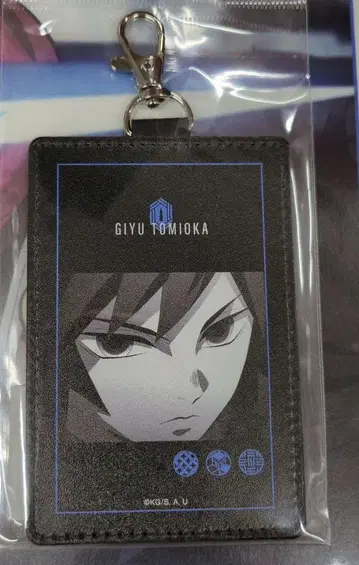 GIYU TOMIOKA
©KG/S, A, U